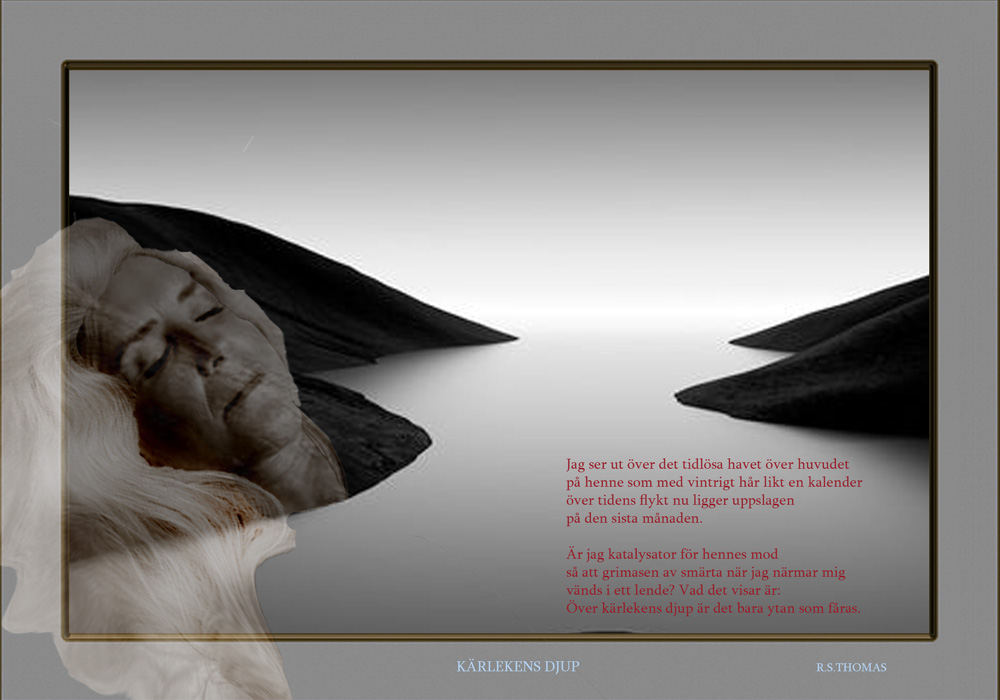 Jag ser ut över det tidlösa havet över huvudet
på henne som med vintrigt hår likt en kalender
över tidens flykt nu ligger uppslagen
på den sista månaden.
Är jag katalysator för hennes mod
så att grimasen av smärta när jag närmar mig
vänds i ett lende? Vad det visar är:
Över kärlekens djup är det bara ytan som fåras.
KÄRLEKENS DJUP
R.S.THOMAS